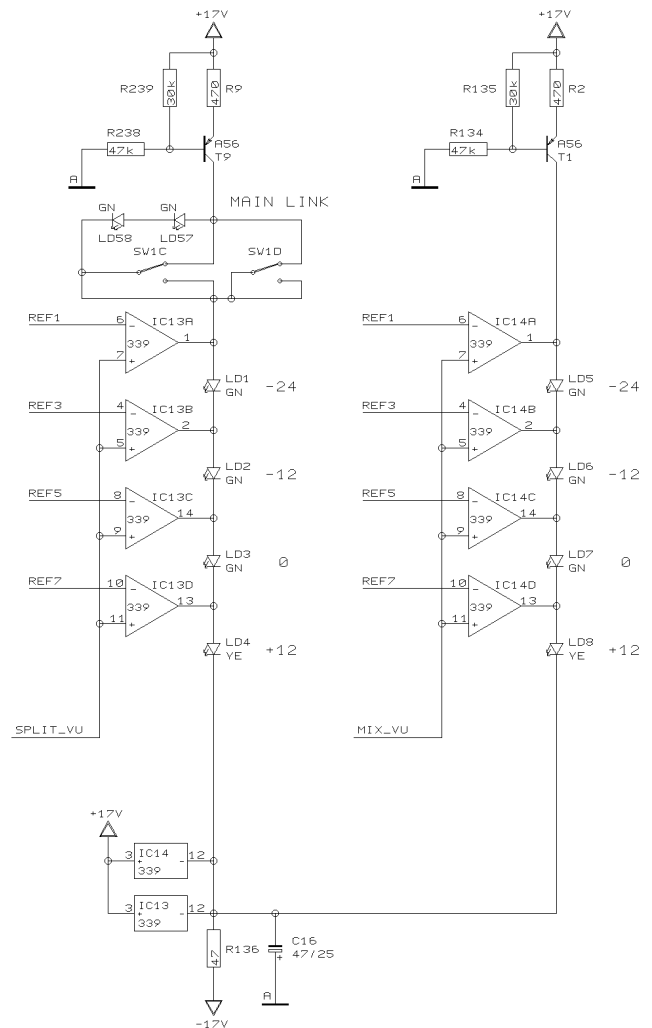 +17V
+17V
R239
30k
470
R9
R135
30k
470
R2
R238
47k
A56
T9
R134
47k
A56
T1
A
A
MAIN LINK
GN
GN
LD58
LD57
SW1C
SW1D
REF1
6
-
IC13A
339
1
7
+
REF1
6
-
IC14A
339
1
7
+
LD1
GN
-24
LD5
GN
-24
REF3
4
-
IC13B
339
2
5
+
REF3
4
-
IC14B
339
2
5
+
LD2
GN
-12
LD6
GN
-12
REF5
8
-
IC13C
339
14
9
+
REF5
8
-
IC14C
339
14
9
+
LD3
GN
0
LD7
GN
0
REF7
10
-
IC13D
339
13
11
+
REF7
10
-
IC14D
339
13
11
+
LD4
YE
+12
LD8
YE
+12
SPLIT_VU
MIX_VU
+17V
3
IC14
+
-
12
339
3
IC13
+
-
12
339
47
R136
C16
47/25
+
A
-17V